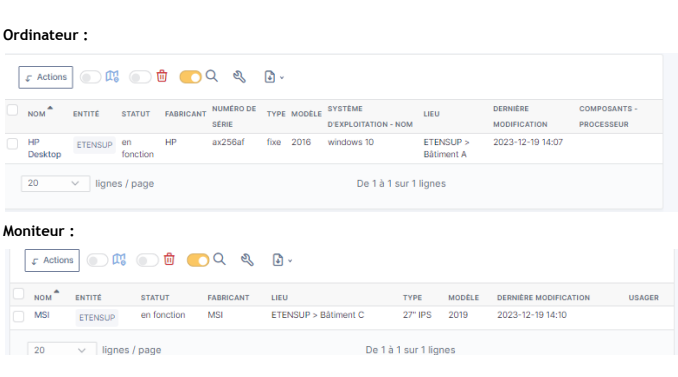 Ordinateur :
Actions
NOM ENTITÉ STATUT FABRICANT NUMÉRO DE SÉRIE TYPE MODÈLE SYSTÈME D'EXPLOITATION - NOM LIEU DERNIÈRE MODIFICATION COMPOSANTS - PROCESSEUR
HP Desktop ETENSUP en fonction HP ax256af fixe 2016 windows 10 ETENSUP > Bâtiment A 2023-12-19 14:07
20 lignes / page De 1 à 1 sur 1 lignes
Moniteur :
Actions
NOM ENTITÉ STATUT FABRICANT LIEU TYPE MODÈLE DERNIÈRE MODIFICATION USAGER
MSI ETENSUP en fonction MSI ETENSUP > Bâtiment C 27" IPS 2019 2023-12-19 14:10
20 lignes / page De 1 à 1 sur 1 lignes